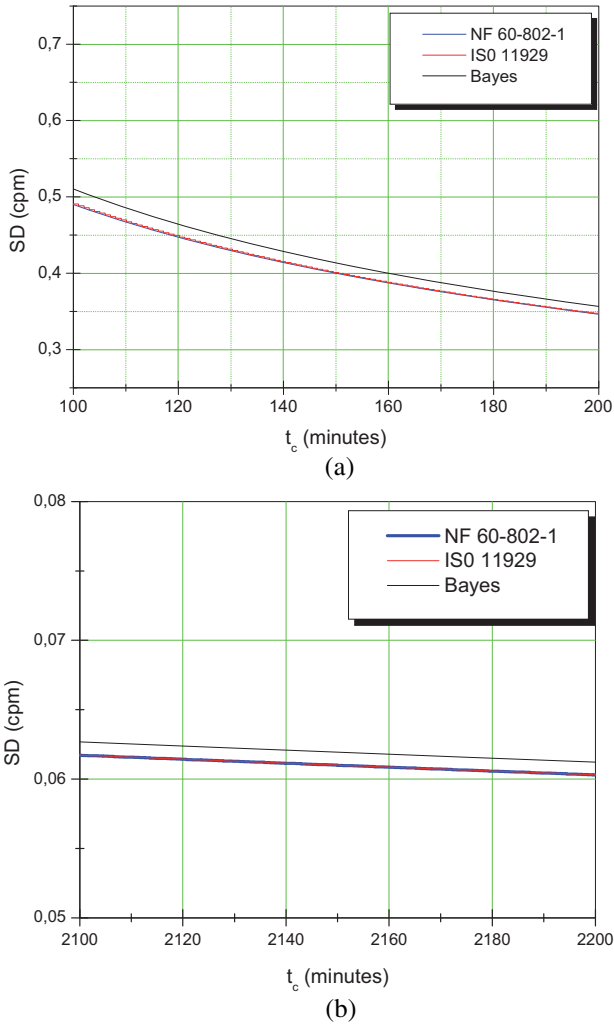 NF 60-802-1
IS0 11929
Bayes
0,7
0,6
0,5
0,4
0,3
SD (cpm)
100 120 140 160 180 200
t_c (minutes)
(a)
0,08
NF 60-802-1
IS0 11929
Bayes
0,07
0,06
0,05
SD (cpm)
2100 2120 2140 2160 2180 2200
t_c (minutes)
(b)